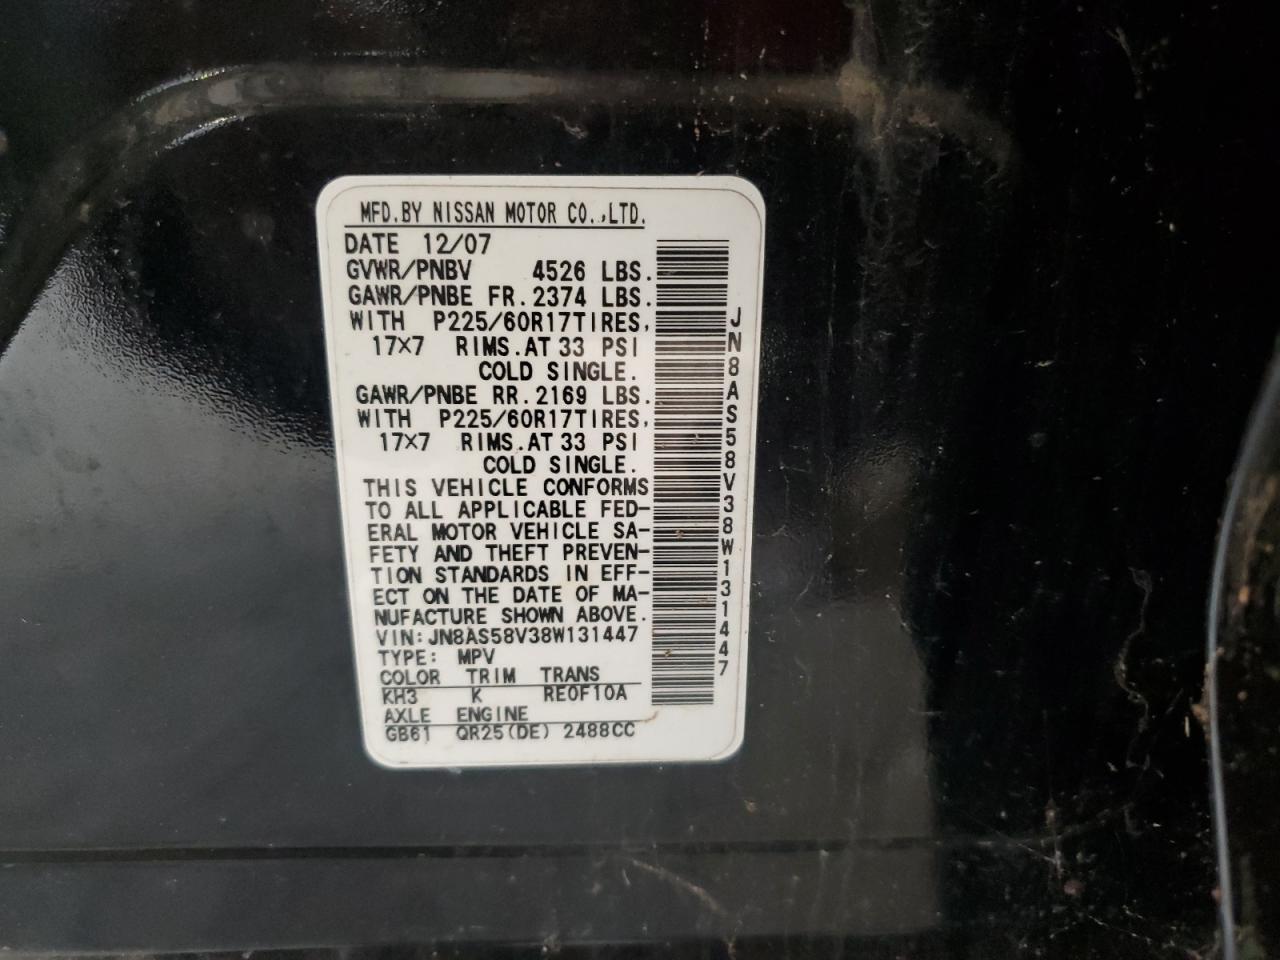 MFD.BY NISSAN MOTOR CO.,LTD.
DATE 12/07
GVWR/PNBV 4526 LBS.
GAWR/PNBE FR.2374 LBS.
WITH P225/60R17TIRES,
17×7 RIMS.AT 33 PSI
COLD SINGLE.
GAWR/PNBE RR.2169 LBS.
WITH P225/60R17TIRES,
17×7 RIMS.AT 33 PSI
COLD SINGLE.
THIS VEHICLE CONFORMS
TO ALL APPLICABLE FED-
ERAL MOTOR VEHICLE SA-
FETY AND THEFT PREVEN-
TION STANDARDS IN EFF-
ECT ON THE DATE OF MA-
NUFACTURE SHOWN ABOVE.
VIN:JN8AS58V38W131447
TYPE: MPV
COLOR TRIM TRANS
KH3 K RE0F10A
AXLE ENGINE
GB61 QR25(DE) 2488CC
JN8AS58V38W131447